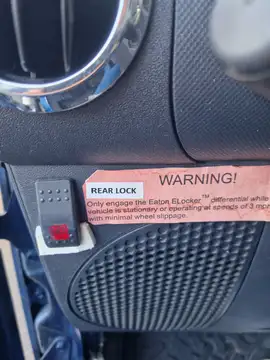 REAR LOCK
WARNING!
Only engage the Eaton ELocker™ differential while
vehicle is stationary or operating at speeds of 3 mph
with minimal wheel slippage.